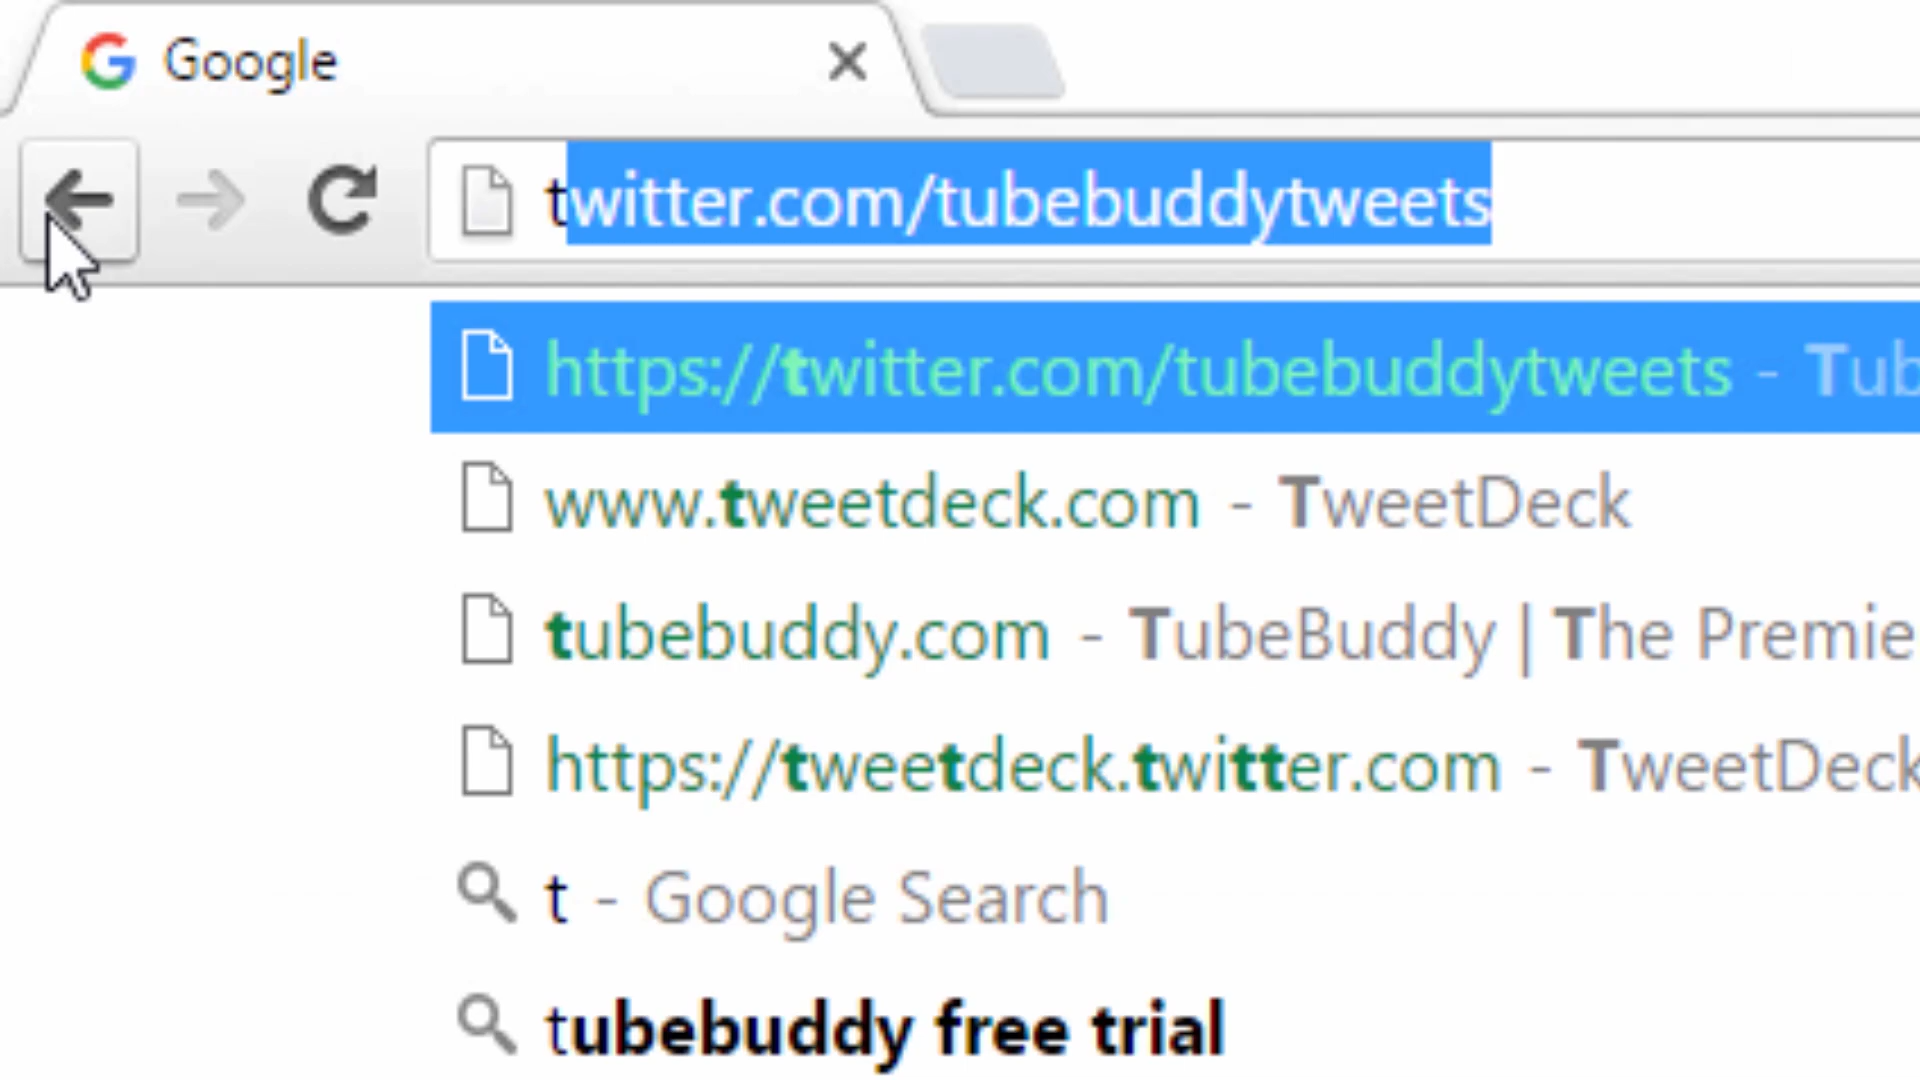 Google
twitter.com/tubebuddytweets
https://twitter.com/tubebuddytweets - Tub
www.tweetdeck.com - TweetDeck
tubebuddy.com - TubeBuddy | The Premie
https://tweetdeck.twitter.com - TweetDeck
t - Google Search
tubebuddy free trial